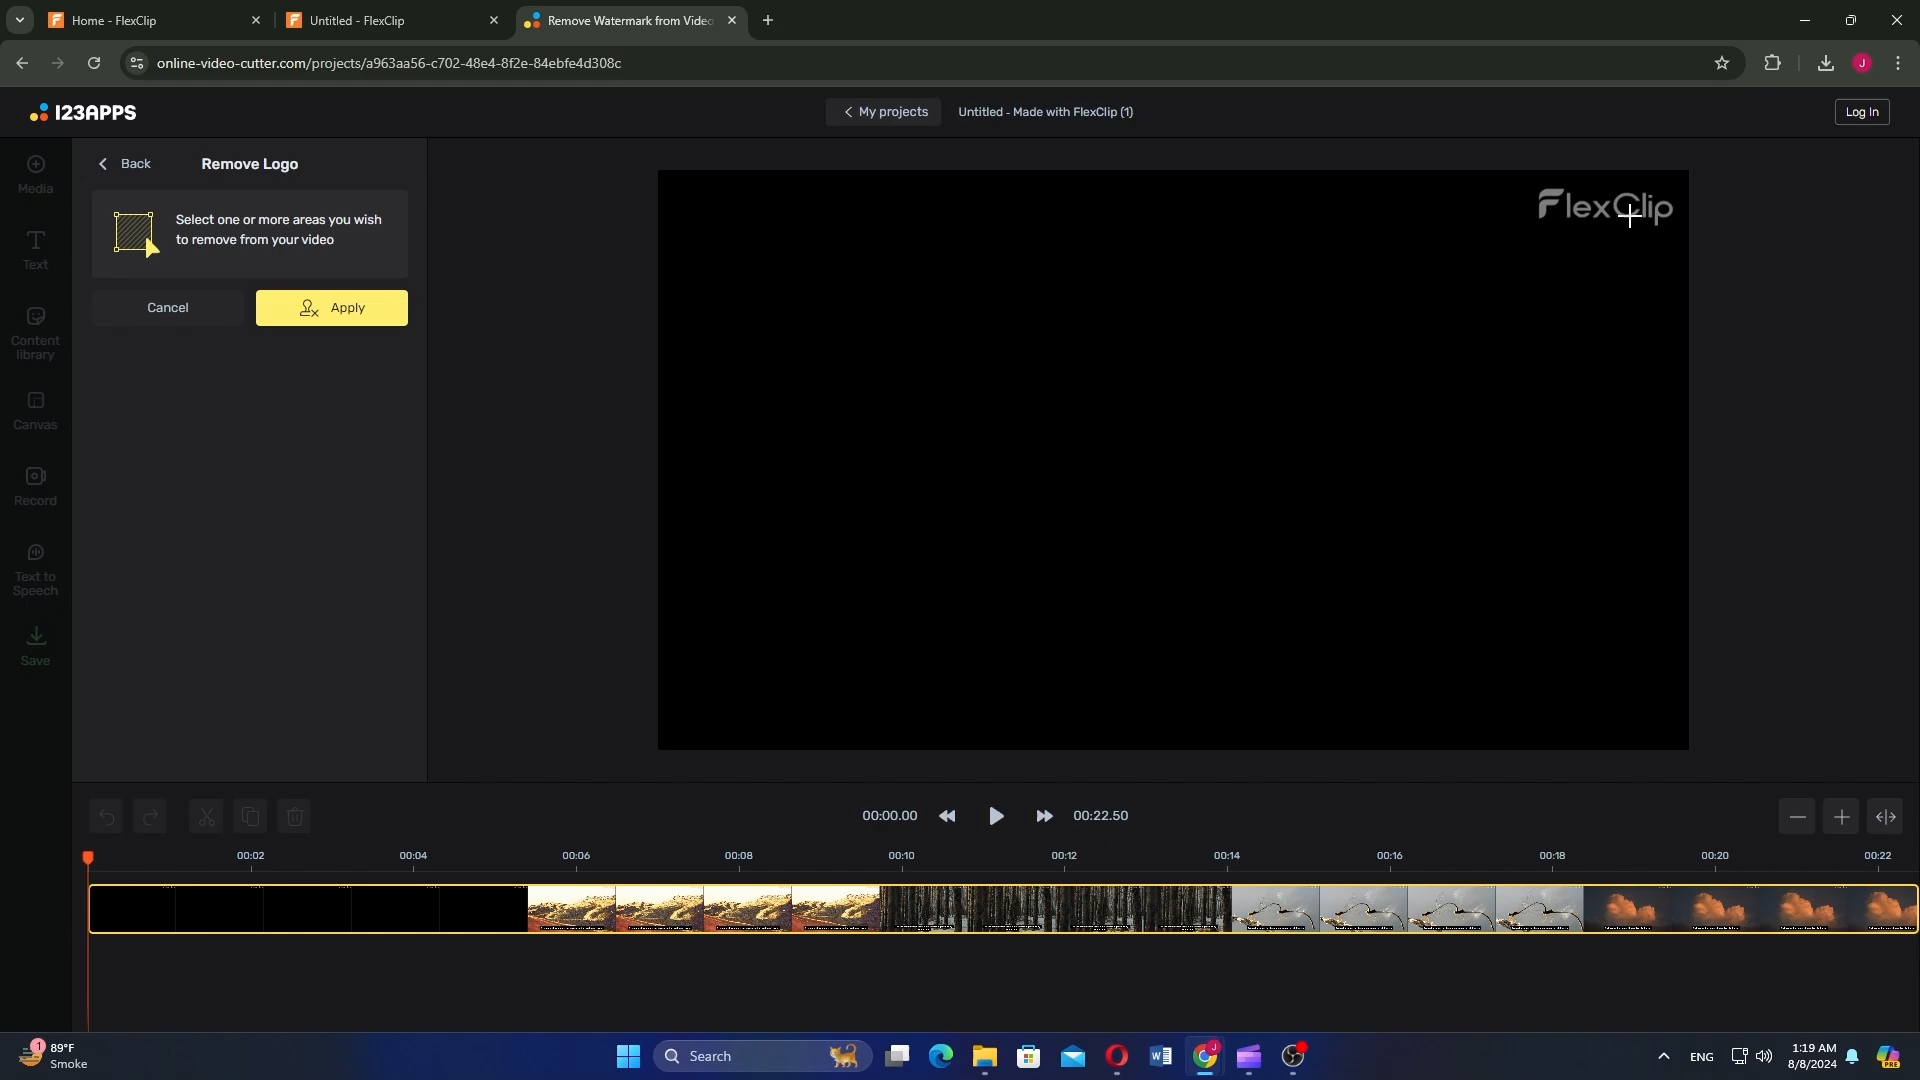 Home - FlexClip
Untitled - FlexClip
Remove Watermark from Video
online-video-cutter.com/projects/a963aa56-c702-48e4-8f2e-84ebfe4d308c
J
123APPS
My projects
Untitled - Made with FlexClip (1)
Log In
Media
Text
Content
library
Canvas
Record
Text to
Speech
Save
Back
Remove Logo
Select one or more areas you wish
to remove from your video
Cancel
Apply
FlexClip
00:00.00
00:22.50
00:02
00:04
00:06
00:08
00:10
00:12
00:14
00:16
00:18
00:20
00:22
1
89°F
Smoke
Search
ENG
1:19 AM
8/8/2024
PRE